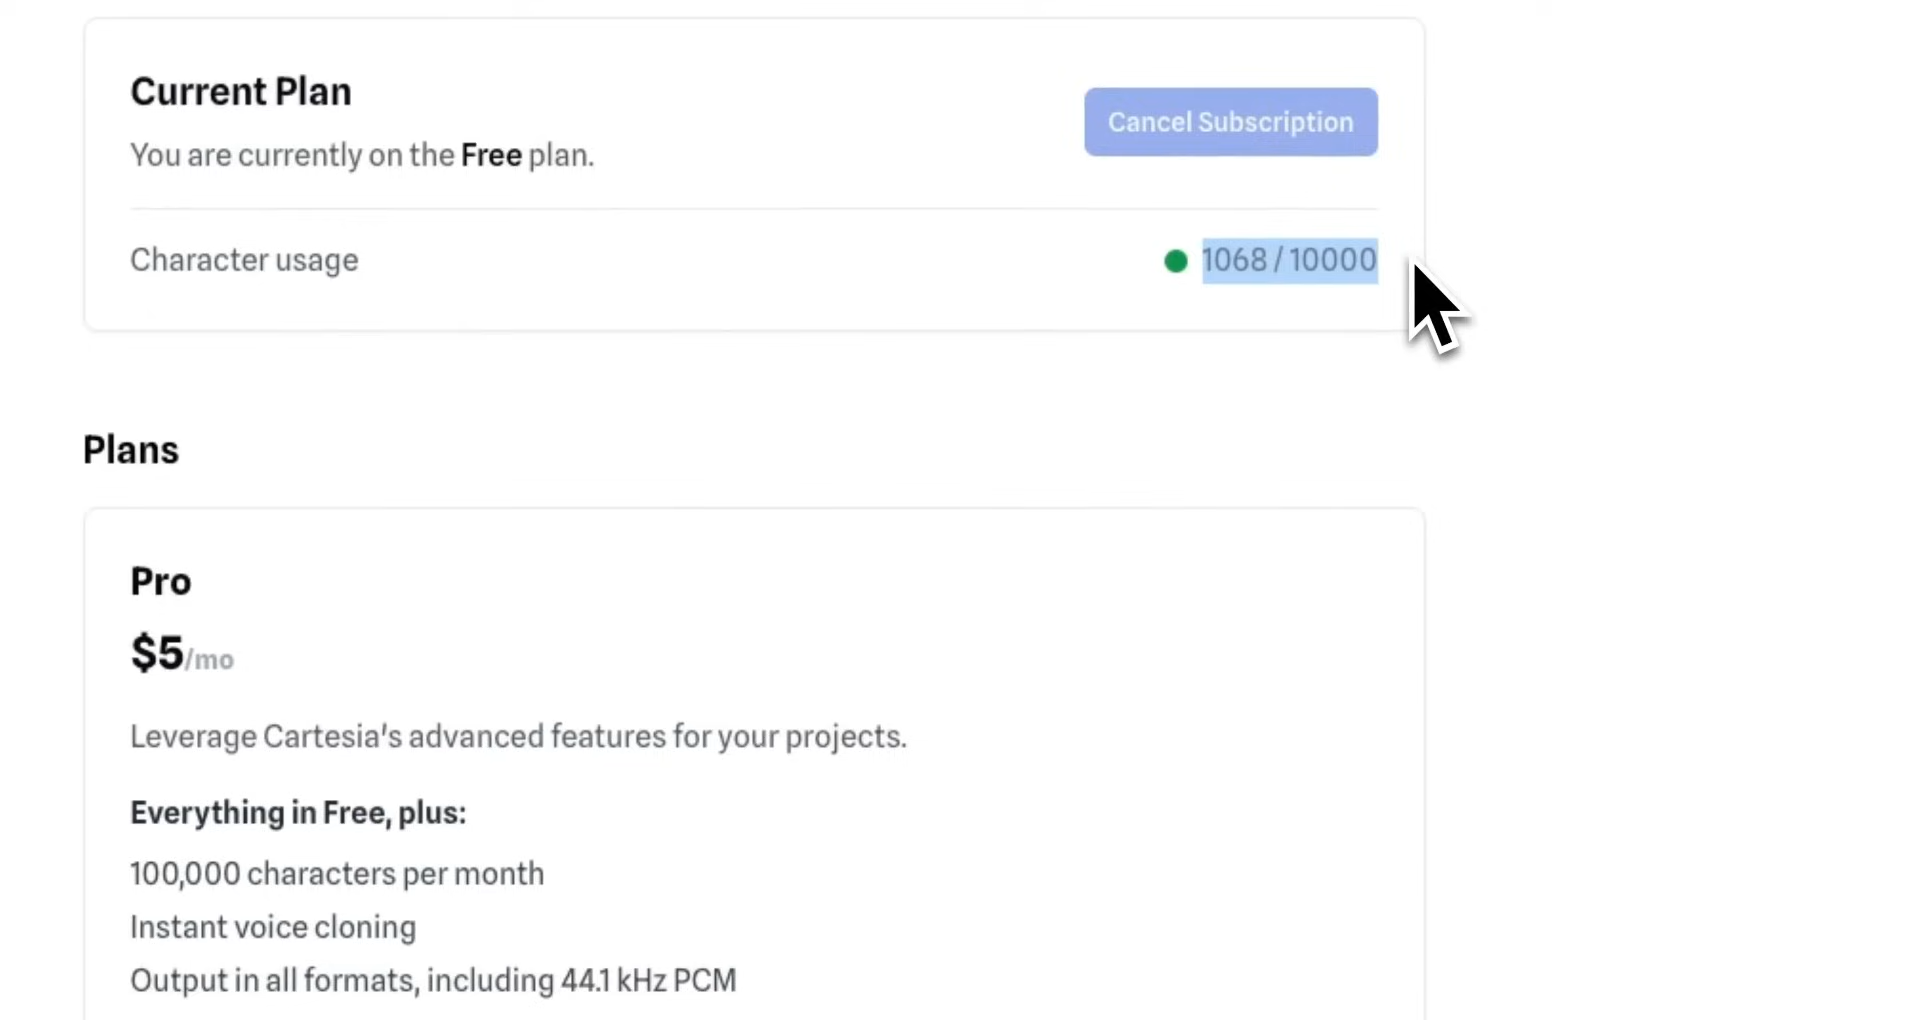 Current Plan
Cancel Subscription
You are currently on the Free plan.
Character usage
1068 / 10000
Plans
Pro
$5/mo
Leverage Cartesia's advanced features for your projects.
Everything in Free, plus:
100,000 characters per month
Instant voice cloning
Output in all formats, including 44.1 kHz PCM